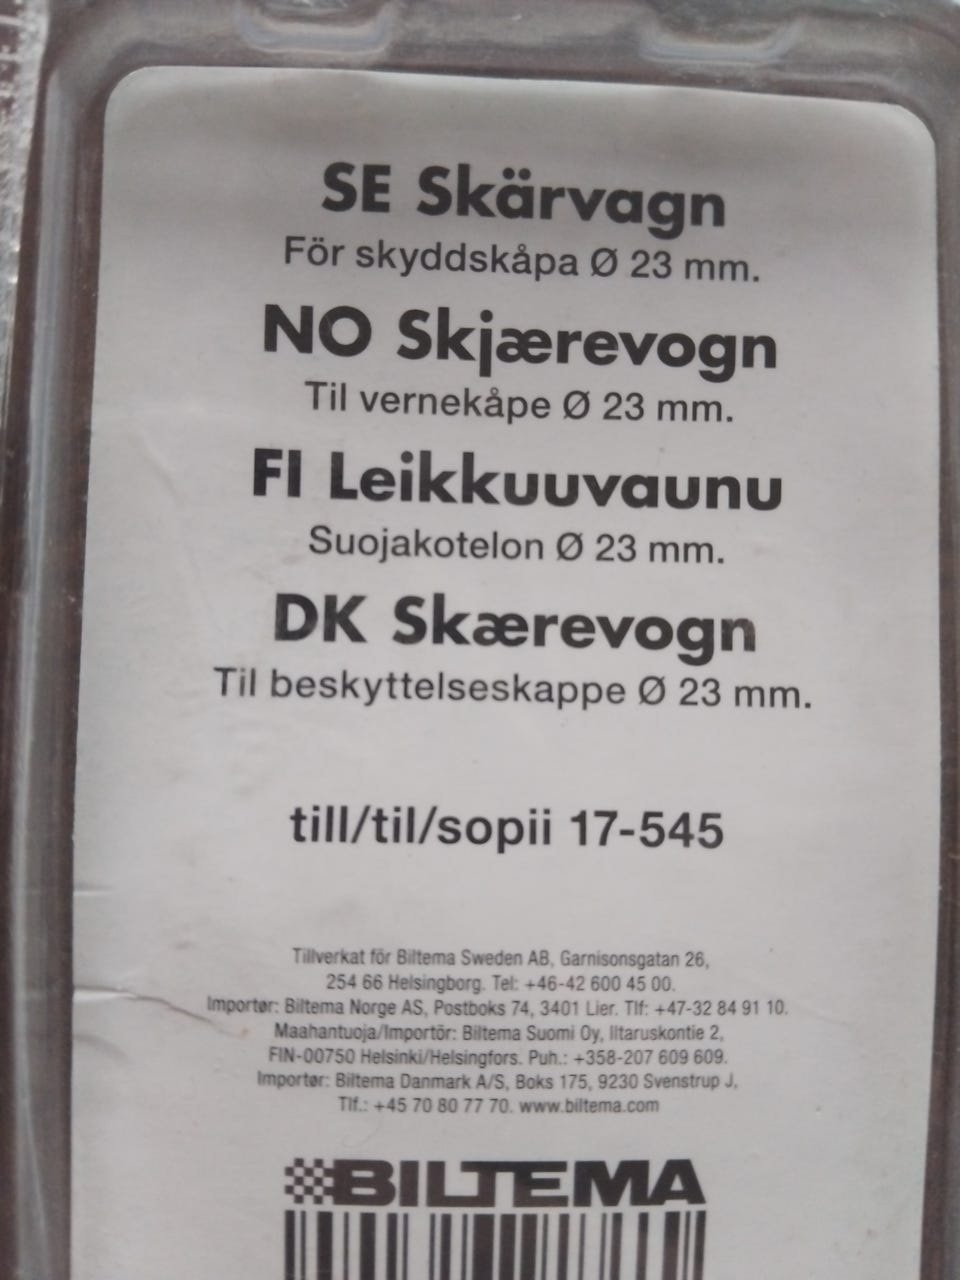 SE Skärvagn
För skyddskåpa Ø 23 mm.
NO Skjærevogn
Til vernekåpe Ø 23 mm.
FI Leikkuuvaunu
Suojakotelon Ø 23 mm.
DK Skærevogn
Til beskyttelseskappe Ø 23 mm.
till/til/sopii 17-545
Tillverkat för Biltema Sweden AB, Garnisonsgatan 26,
254 66 Helsingborg. Tel: +46-42 600 45 00.
Importør: Biltema Norge AS, Postboks 74, 3401 Lier. Tlf: +47-32 84 91 10.
Maahantuoja/Importör: Biltema Suomi Oy, Iltaruskontie 2,
FIN-00750 Helsinki/Helsingfors. Puh.: +358-207 609 609.
Importør: Biltema Danmark A/S, Boks 175, 9230 Svenstrup J,
Tlf.: +45 70 80 77 70. www.biltema.com
BILTEMA